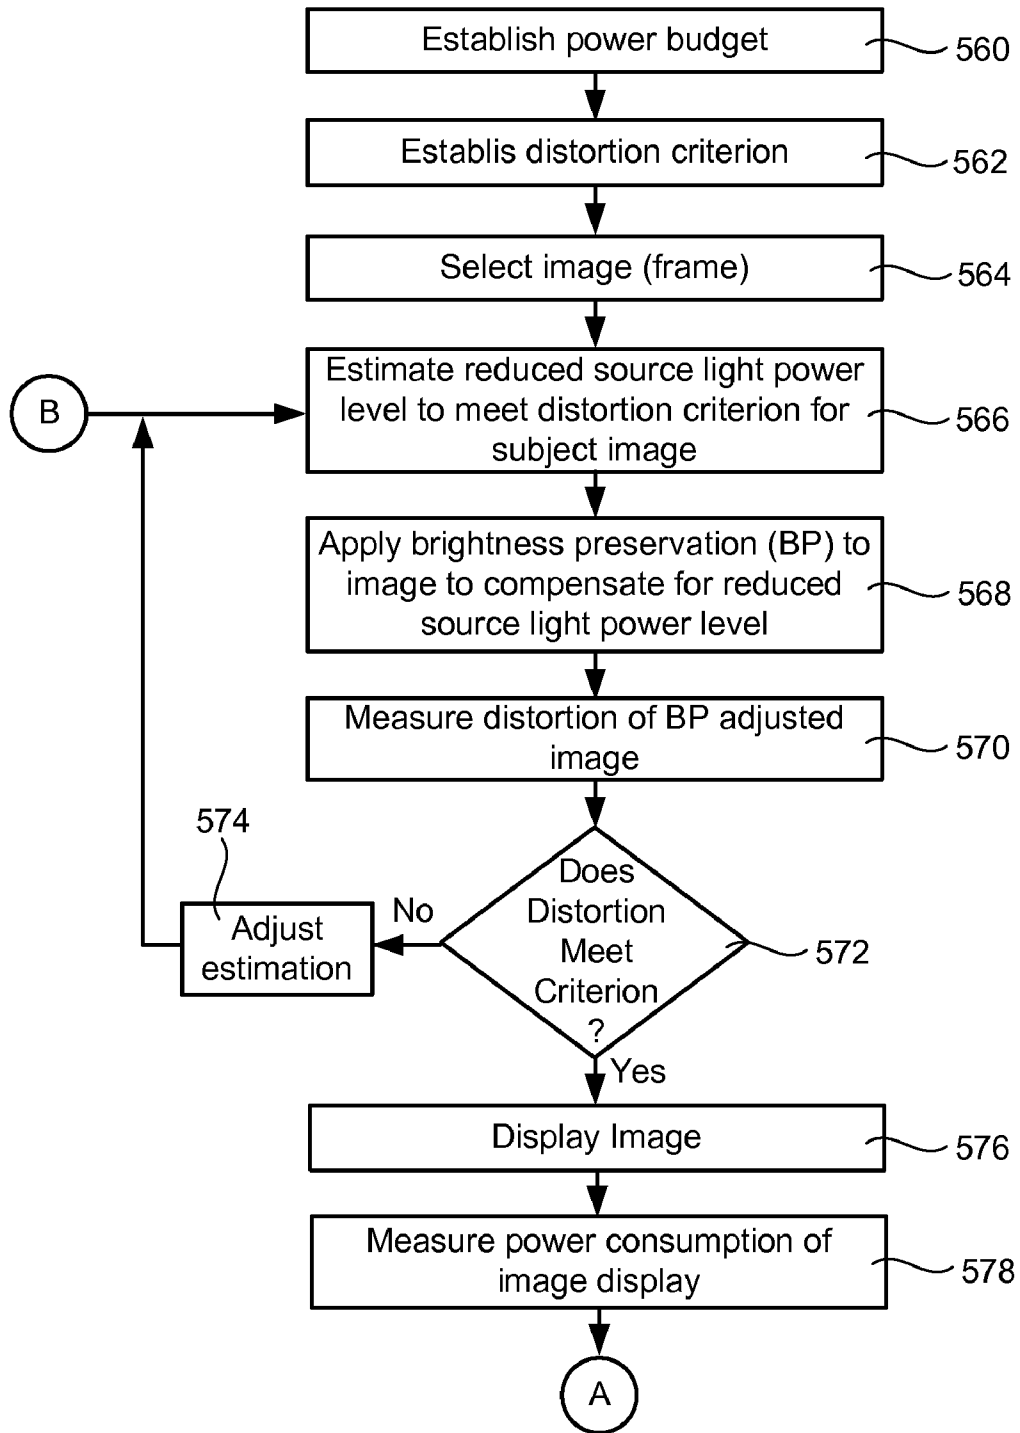 Establish power budget
560
Establis distortion criterion
562
Select image (frame)
564
Estimate reduced source light power
level to meet distortion criterion for
subject image
566
B
Apply brightness preservation (BP) to
image to compensate for reduced
source light power level
568
Measure distortion of BP adjusted
image
570
574
Does
Distortion
Meet
Criterion
?
572
No
Adjust
estimation
Yes
Display Image
576
Measure power consumption of
image display
578
A